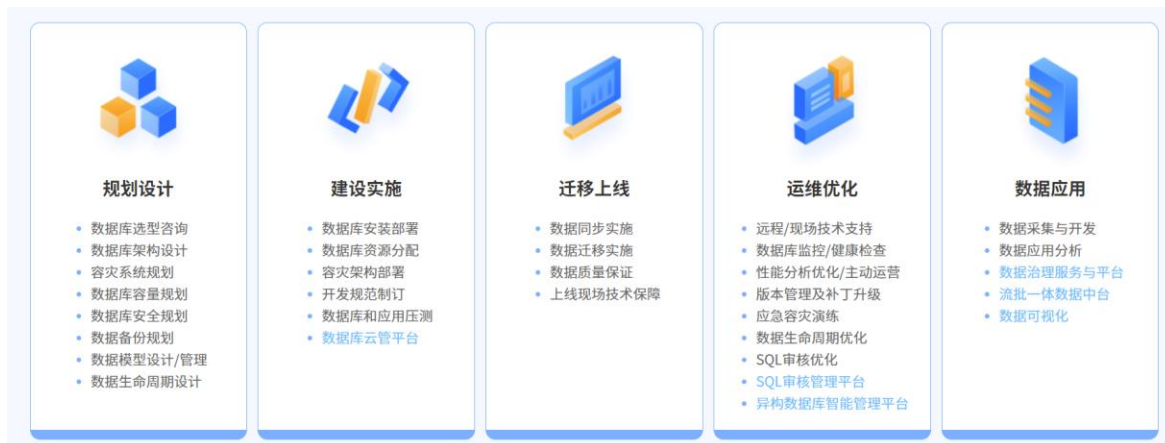 规划设计
数据库选型咨询
数据库架构设计
容灾系统规划
数据库容量规划
数据库安全规划
数据备份规划
数据模型设计/管理
数据生命周期设计
建设实施
数据库安装部署
数据库资源分配
容灾架构部署
开发规范制订
数据库和应用压测
数据库云管平台
迁移上线
数据同步实施
数据迁移实施
数据质量保证
上线现场技术保障
运维优化
远程/现场技术支持
数据库监控/健康检查
性能分析优化/主动运营
版本管理及补丁升级
应急容灾演练
数据生命周期优化
SQL审核优化
SQL审核管理平台
异构数据库智能管理平台
数据应用
数据采集与开发
数据应用分析
数据治理服务与平台
流批一体数据中台
数据可视化